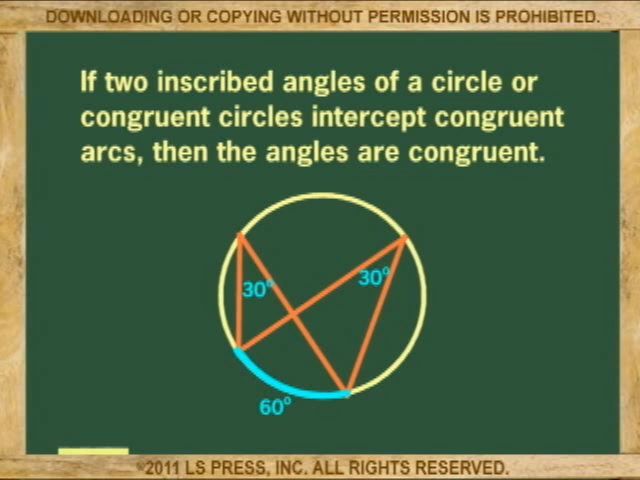 DOWNLOADING OR COPYING WITHOUT PERMISSION IS PROHIBITED.
If two inscribed angles of a circle or
congruent circles intercept congruent
arcs, then the angles are congruent.
30°
30°
60°
©2011 LS PRESS, INC. ALL RIGHTS RESERVED.